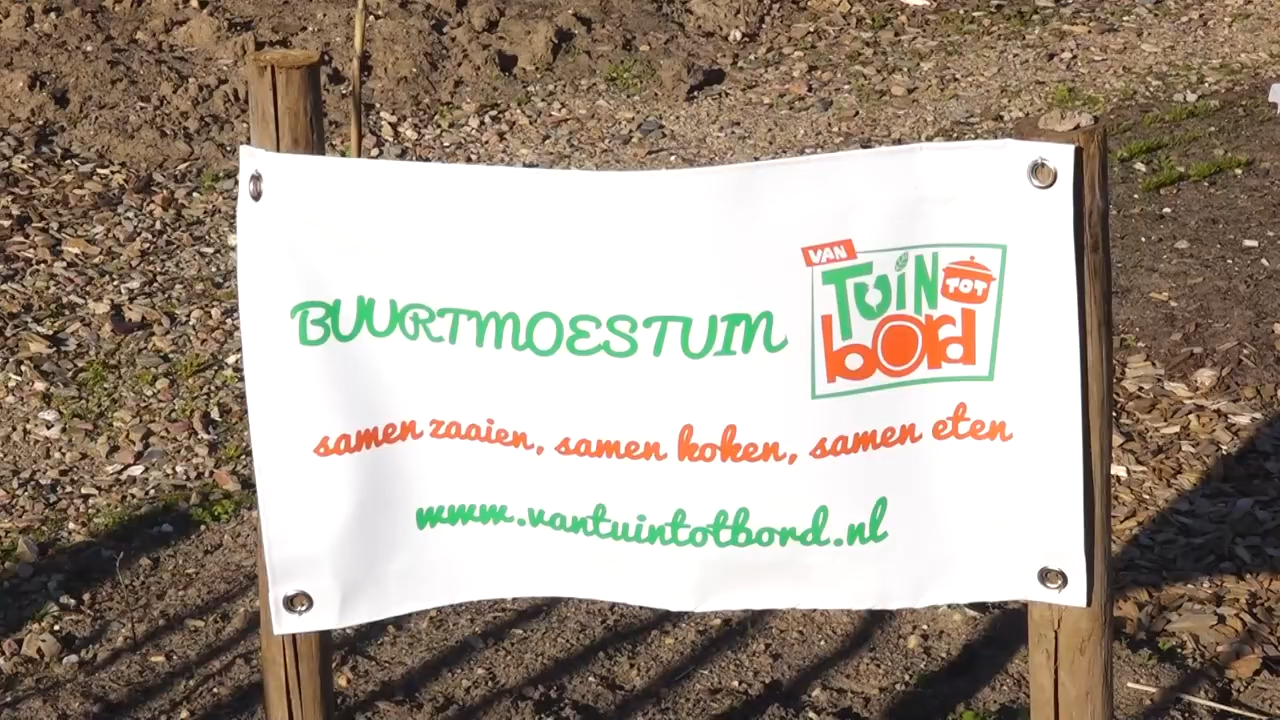 VAN
TUIN
TOT
bord
BUURTMOESTUIN
samen zaaien, samen koken, samen eten
www.vantuintotbord.nl